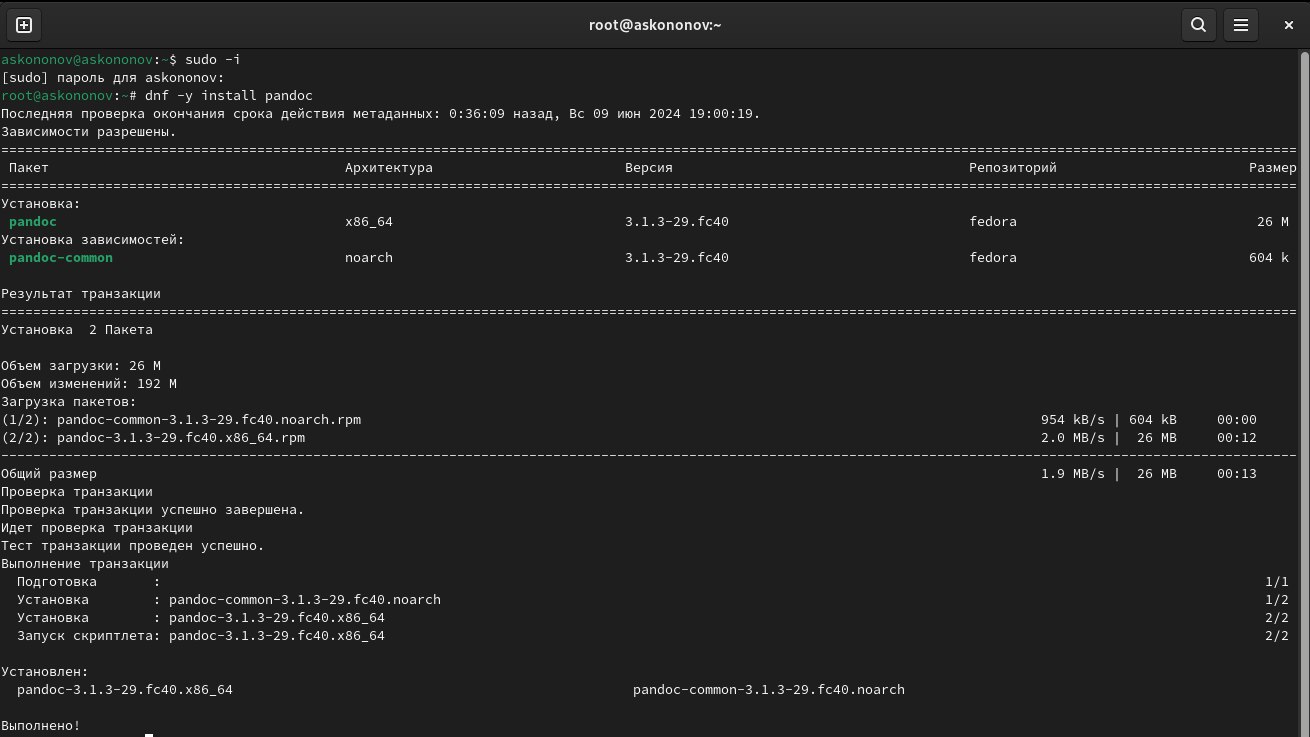 root@askononov:~
askononov@askononov:~$ sudo -i
[sudo] пароль для askononov:
root@askononov:~# dnf -y install pandoc
Последняя проверка окончания срока действия метаданных: 0:36:09 назад, Вс 09 июн 2024 19:00:19.
Зависимости разрешены.
================================================================================
Пакет Архитектура Версия Репозиторий Размер
================================================================================
Установка:
pandoc x86_64 3.1.3-29.fc40 fedora 26 M
Установка зависимостей:
pandoc-common noarch 3.1.3-29.fc40 fedora 604 k
Результат транзакции
================================================================================
Установка 2 Пакета
Объем загрузки: 26 M
Объем изменений: 192 M
Загрузка пакетов:
(1/2): pandoc-common-3.1.3-29.fc40.noarch.rpm 954 kB/s | 604 kB 00:00
(2/2): pandoc-3.1.3-29.fc40.x86_64.rpm 2.0 MB/s | 26 MB 00:12
--------------------------------------------------------------------------------
Общий размер 1.9 MB/s | 26 MB 00:13
Проверка транзакции
Проверка транзакции успешно завершена.
Идет проверка транзакции
Тест транзакции проведен успешно.
Выполнение транзакции
Подготовка : 1/1
Установка : pandoc-common-3.1.3-29.fc40.noarch 1/2
Установка : pandoc-3.1.3-29.fc40.x86_64 2/2
Запуск скриптлета: pandoc-3.1.3-29.fc40.x86_64 2/2
Установлен:
pandoc-3.1.3-29.fc40.x86_64 pandoc-common-3.1.3-29.fc40.noarch
Выполнено!